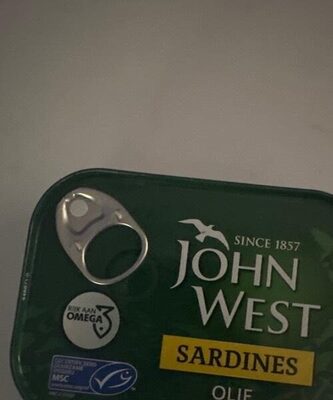 SINCE 1857
JOHN
WEST
SARDINES
RIJK AAN
OMEGA 3
MSC
OLIE